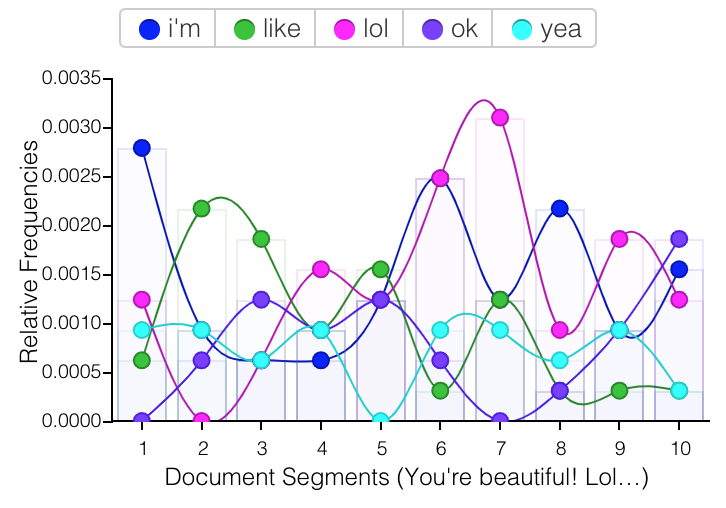 i'm like lol ok yea
0.0035
0.0030
0.0025
0.0020
0.0015
0.0010
0.0005
0.0000
Relative Frequencies
1 2 3 4 5 6 7 8 9 10
Document Segments (You're beautiful! Lol…)